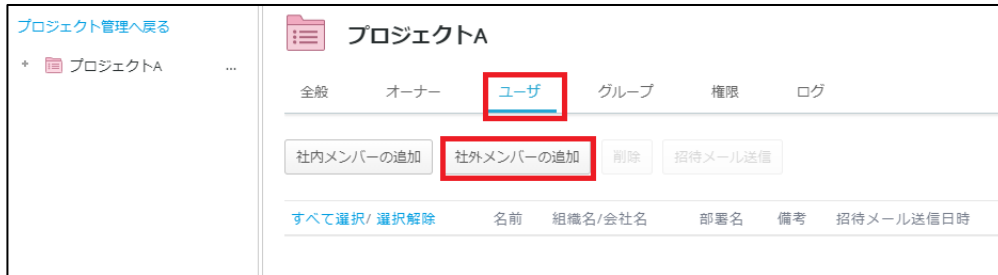 プロジェクト管理へ戻る
プロジェクトA
+ プロジェクトA ...
全般 オーナー ユーザ グループ 権限 ログ
社内メンバーの追加 社外メンバーの追加 削除 招待メール送信
すべて選択/ 選択解除 名前 組織名/会社名 部署名 備考 招待メール送信日時